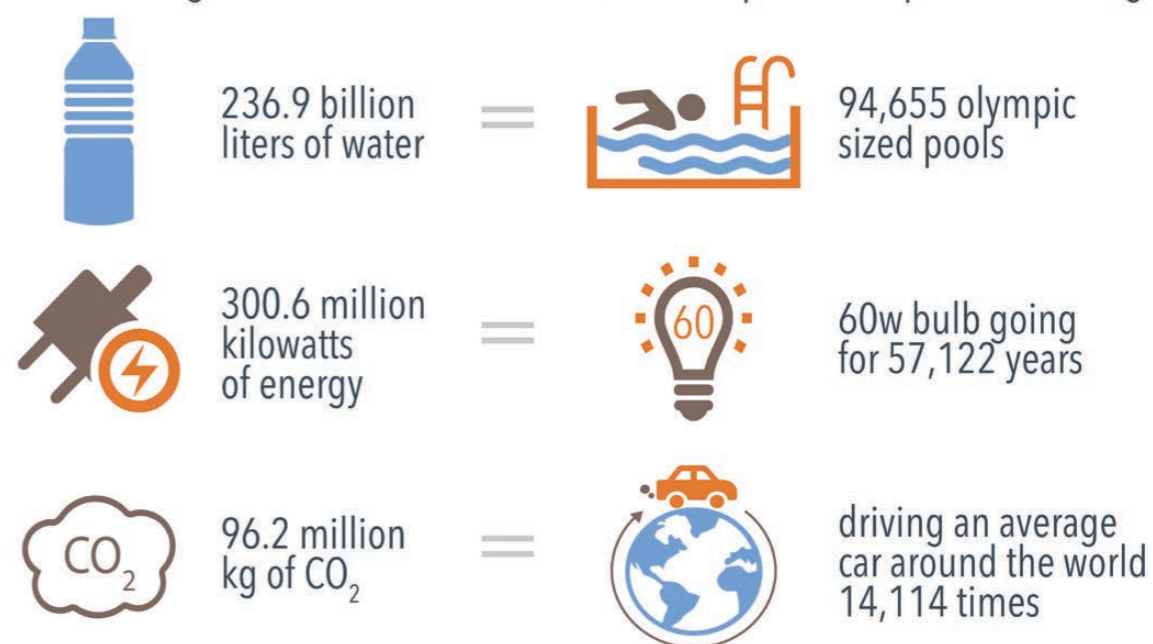 236.9 billion
liters of water
=
94,655 olympic
sized pools
300.6 million
kilowatts
of energy
=
60
60w bulb going
for 57,122 years
CO₂
96.2 million
kg of CO₂
=
driving an average
car around the world
14,114 times